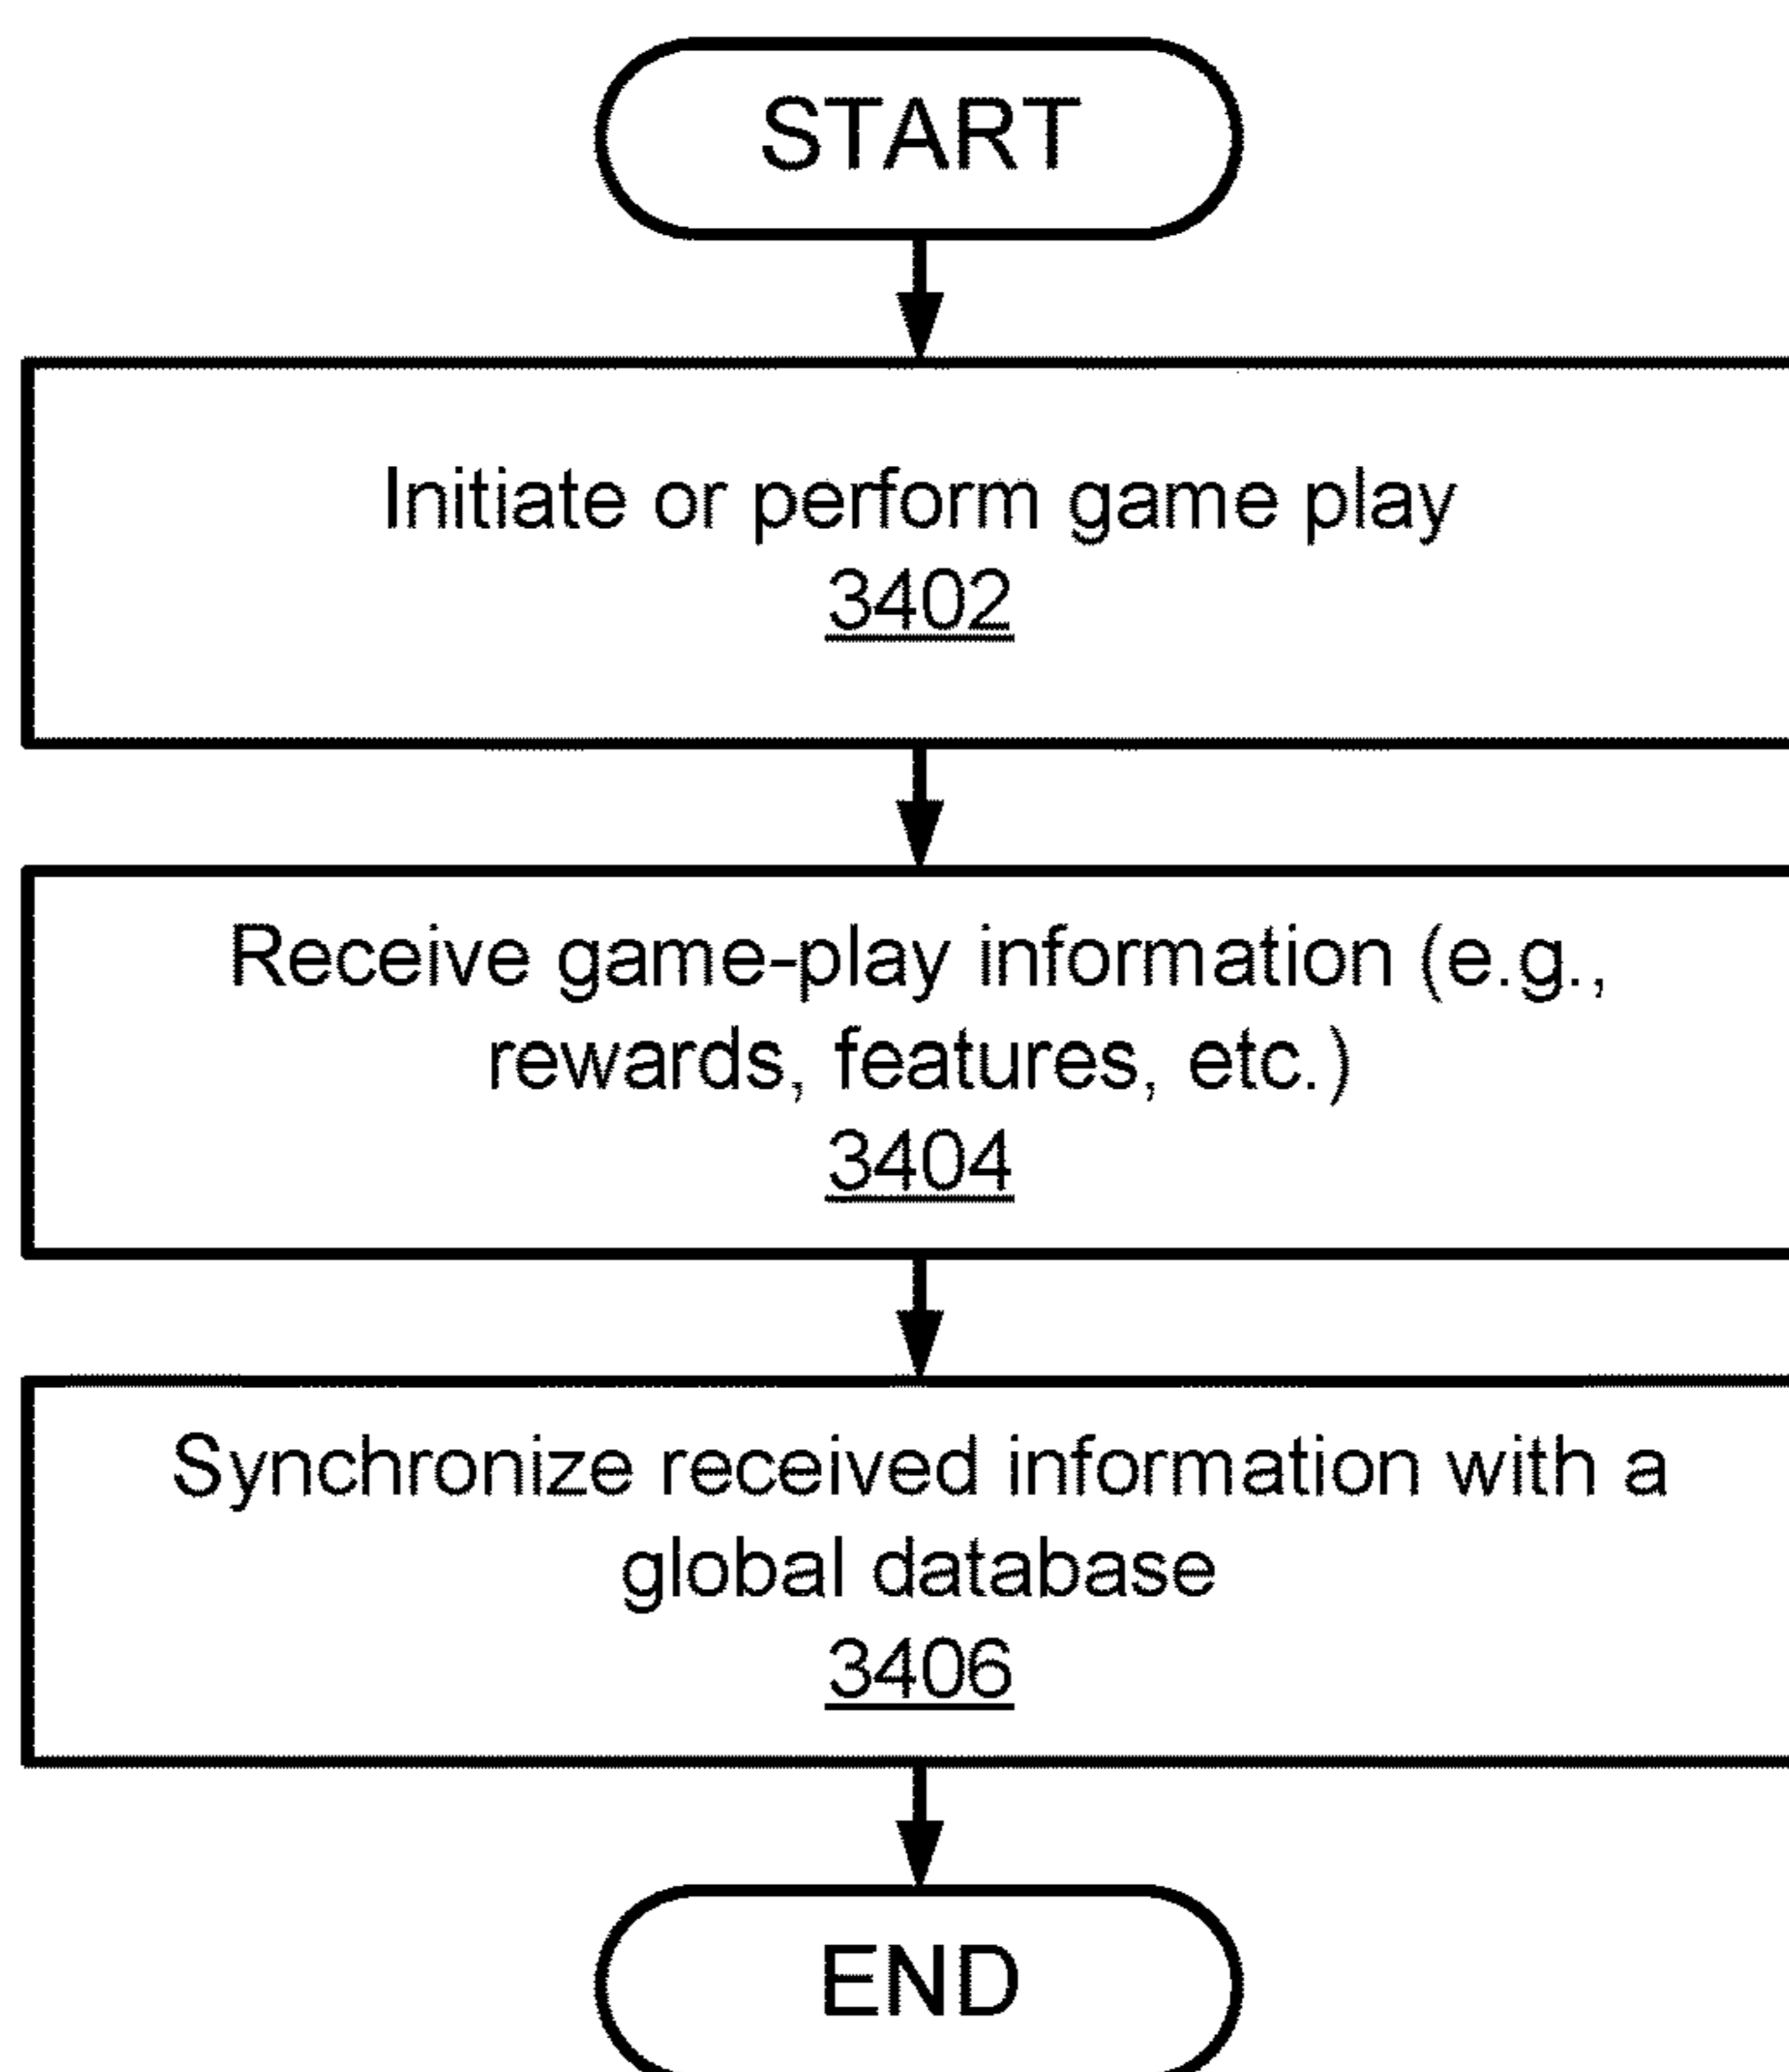 START
Initiate or perform game play
3402
Receive game-play information (e.g.,
rewards, features, etc.)
3404
Synchronize received information with a
global database
3406
END